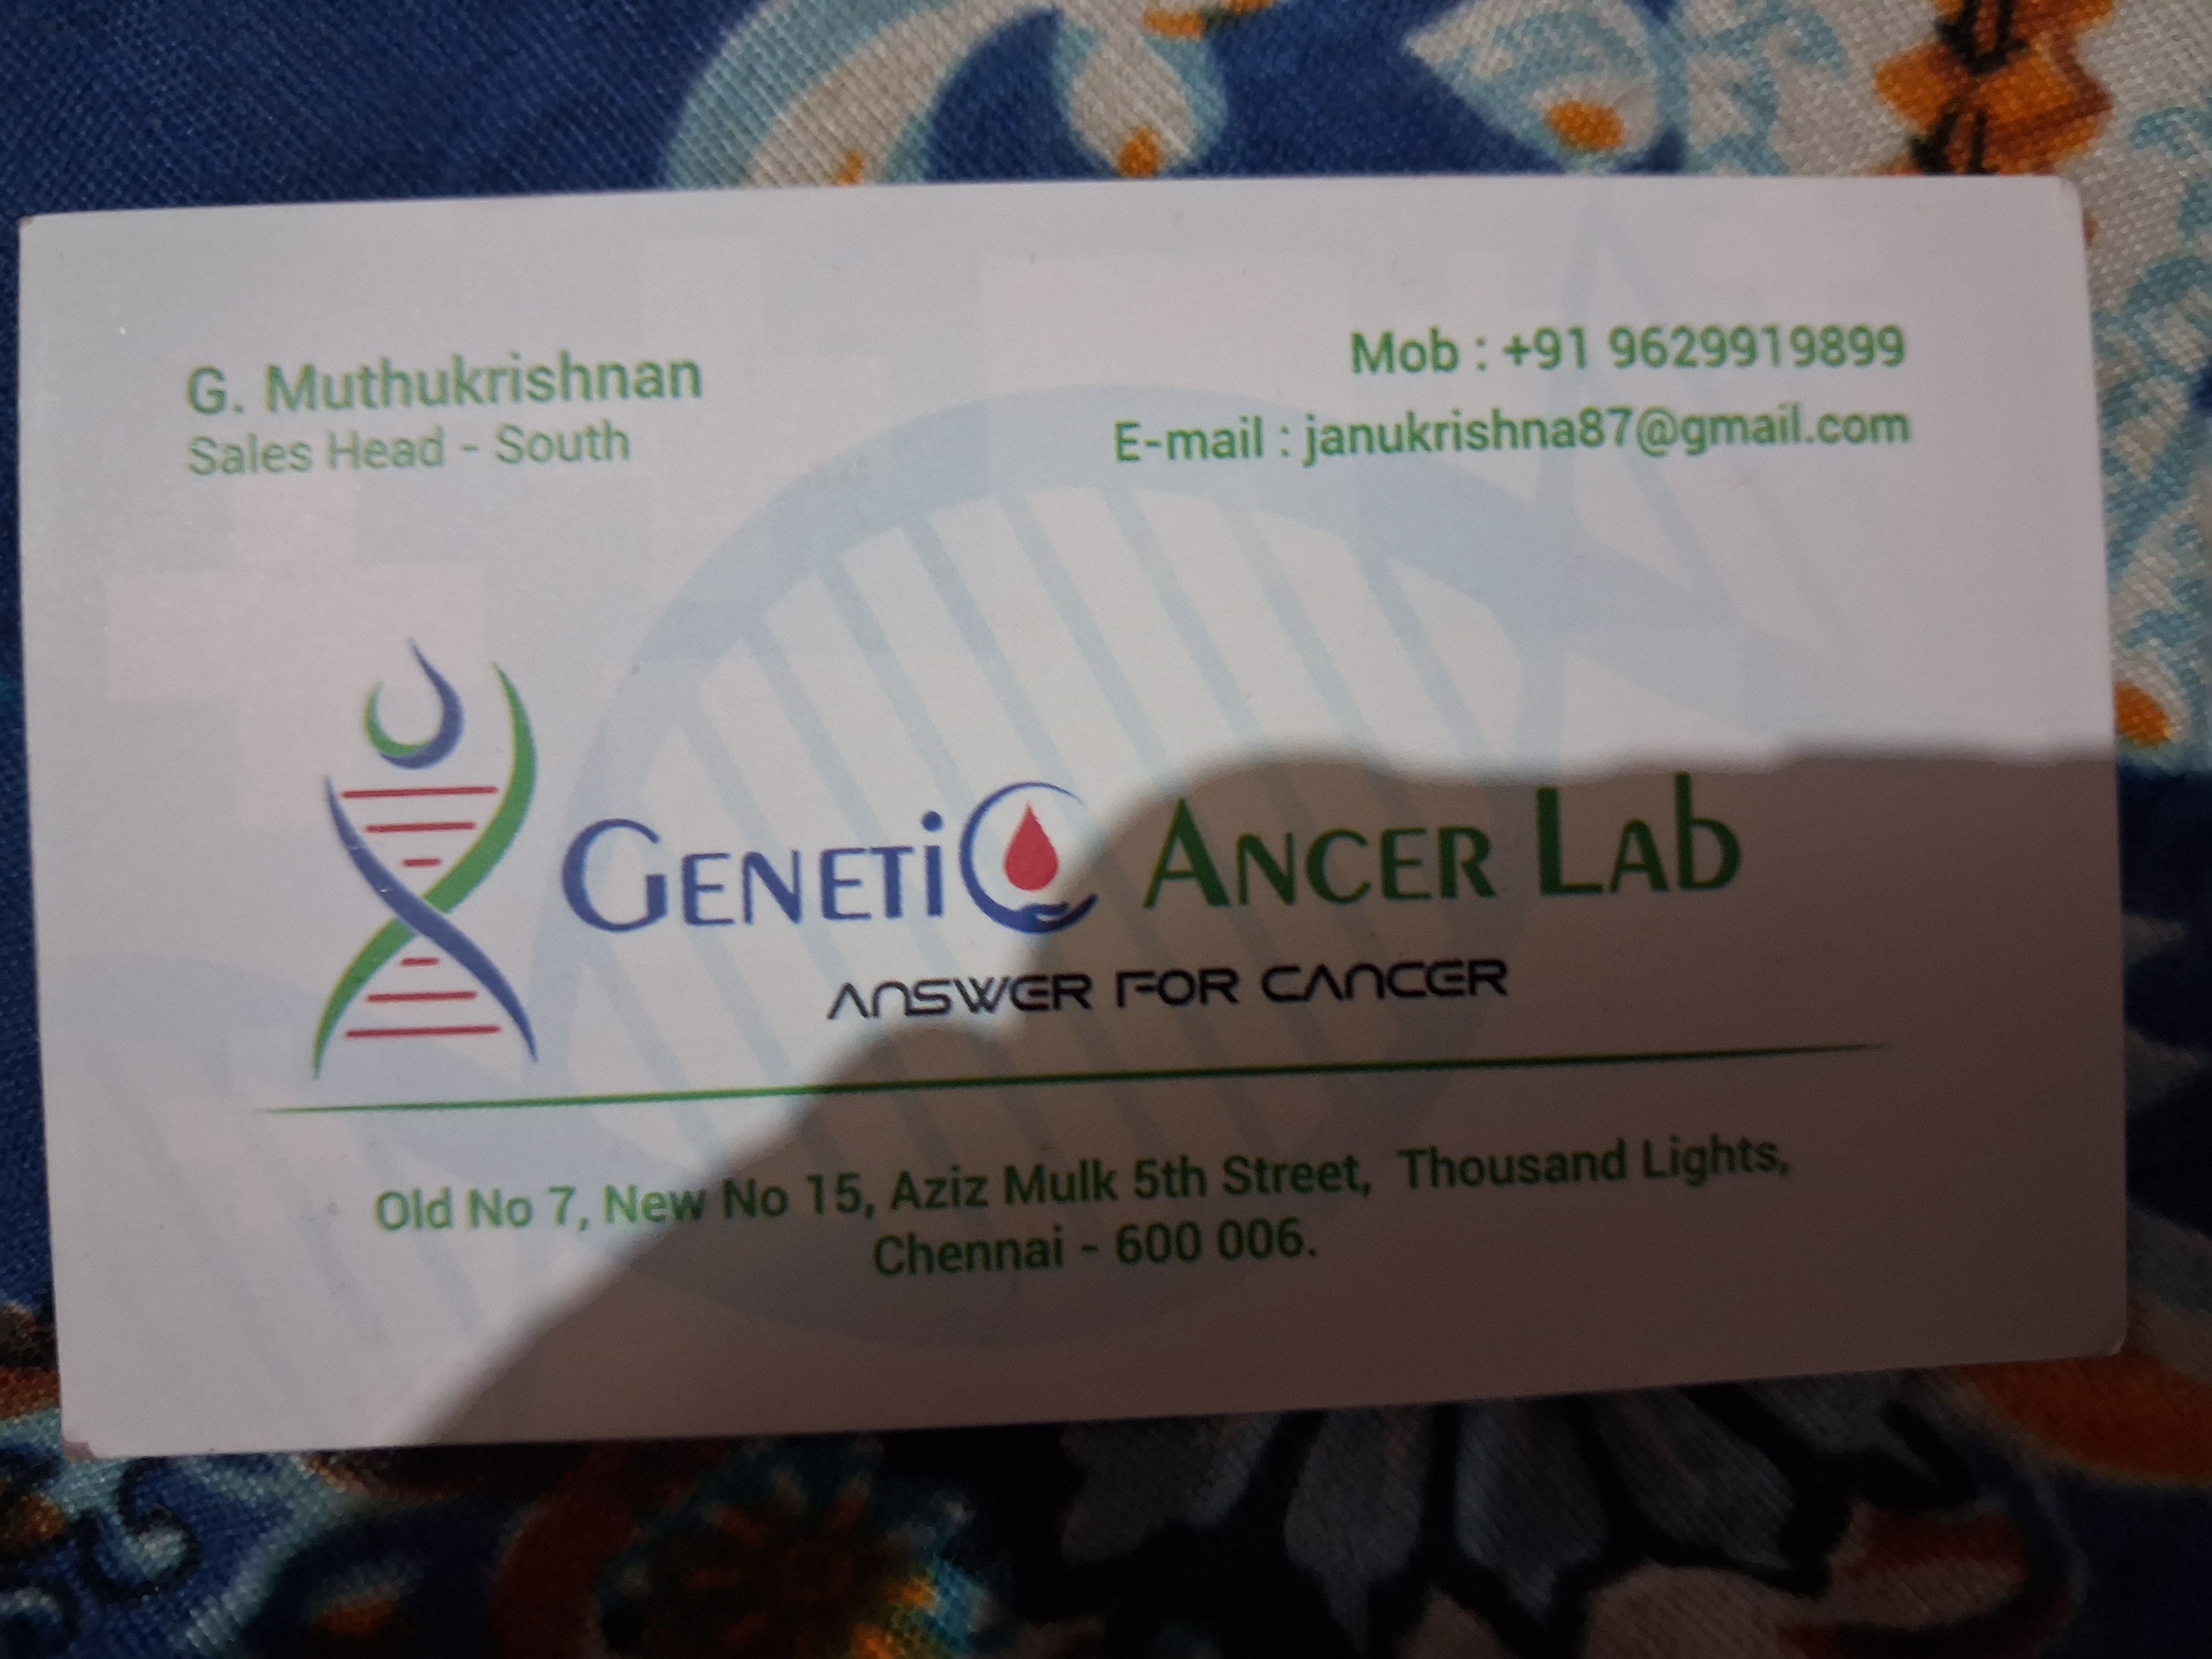 G. Muthukrishnan
Sales Head - South
Mob : +91 9629919899
E-mail : janukrishna87@gmail.com
GENETiC ANCER LAb
ANSWER FOR CANCER
Old No 7, New No 15, Aziz Mulk 5th Street, Thousand Lights,
Chennai - 600 006.